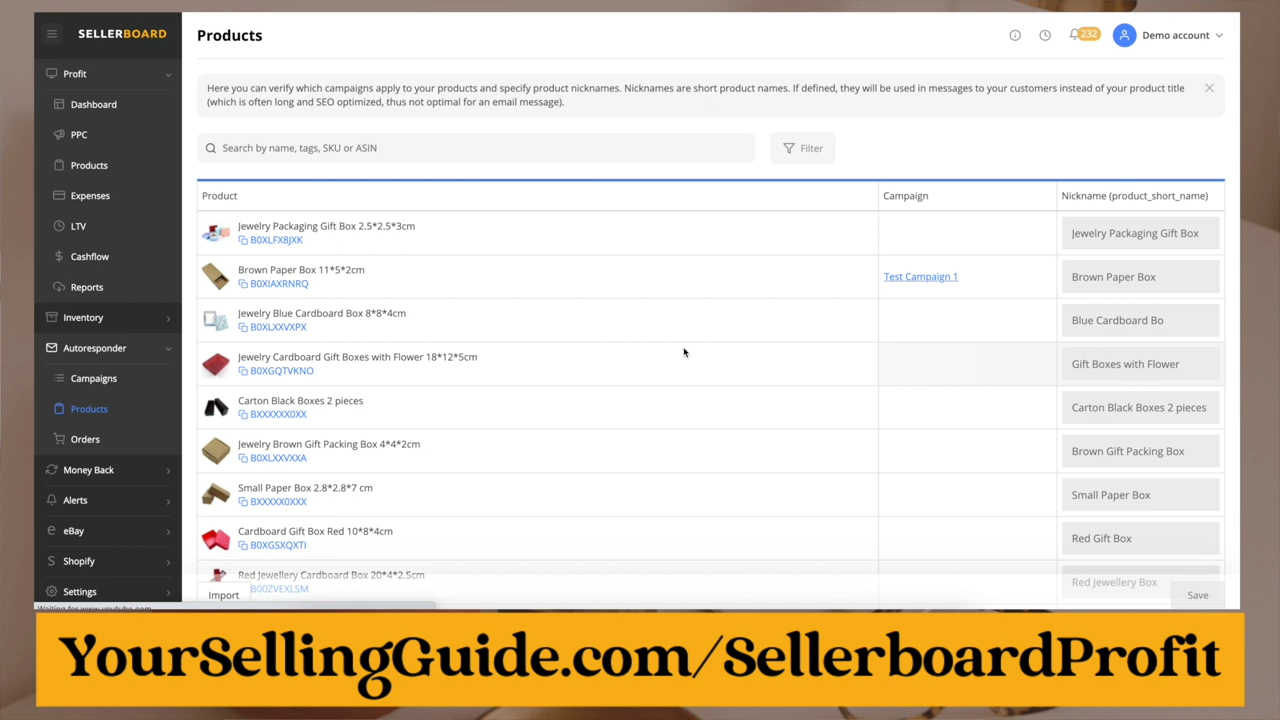 SELLERBOARD
Profit
Dashboard
PPC
Products
Expenses
LTV
Cashflow
Reports
Inventory
Autoresponder
Campaigns
Products
Orders
Money Back
Alerts
eBay
Shopify
Settings
Waiting for www.youtube.com
Products
232
Demo account
Here you can verify which campaigns apply to your products and specify product nicknames. Nicknames are short product names. If defined, they will be used in messages to your customers instead of your product title
(which is often long and SEO optimized, thus not optimal for an email message).
Search by name, tags, SKU or ASIN
Filter
Product Campaign Nickname (product_short_name)
Jewelry Packaging Gift Box 2.5*2.5*3cm
B0XLFX8JXK
Jewelry Packaging Gift Box
Brown Paper Box 11*5*2cm
B0XIAXRNRQ
Test Campaign 1
Brown Paper Box
Jewelry Blue Cardboard Box 8*8*4cm
B0XLXXVXPX
Blue Cardboard Bo
Jewelry Cardboard Gift Boxes with Flower 18*12*5cm
B0XGQTVKNO
Gift Boxes with Flower
Carton Black Boxes 2 pieces
BXXXXX0XX
Carton Black Boxes 2 pieces
Jewelry Brown Gift Packing Box 4*4*2cm
B0XLXXVXXA
Brown Gift Packing Box
Small Paper Box 2.8*2.8*7 cm
BXXXXX0XXX
Small Paper Box
Cardboard Gift Box Red 10*8*4cm
B0XGSXQXTI
Red Gift Box
Red Jewellery Cardboard Box 20*4*2.5cm
B00ZVEXLSM
Red Jewellery Box
Import
Save
YourSellingGuide.com/SellerboardProfit